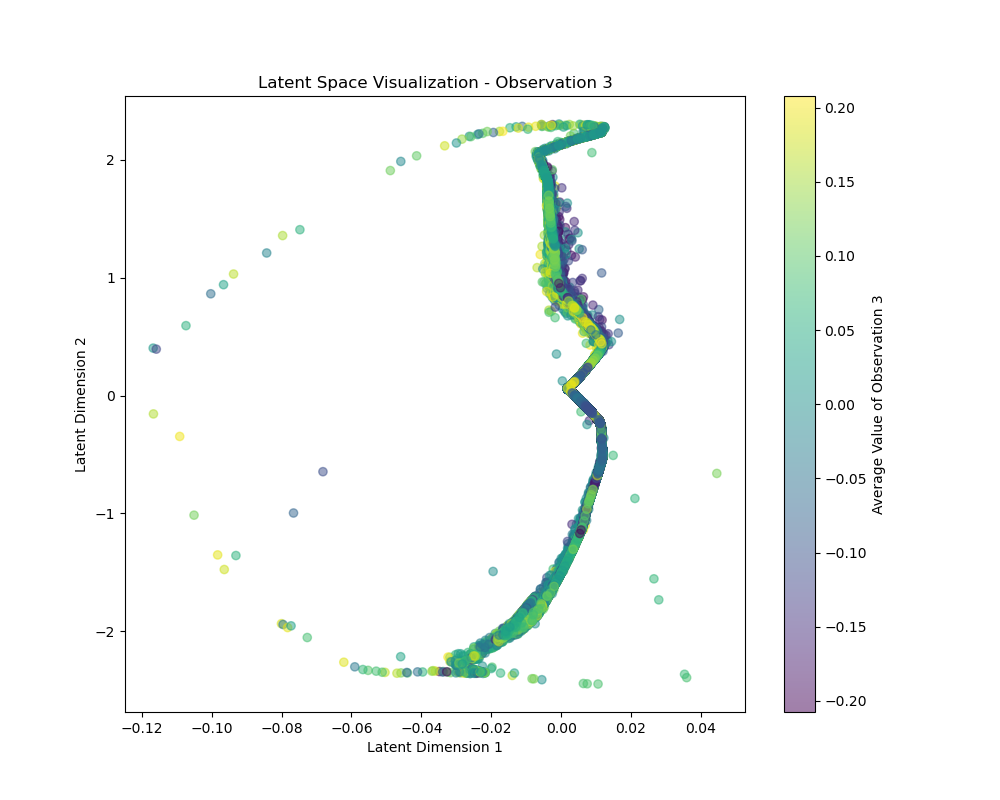 Latent Space Visualization - Observation 3
Latent Dimension 2
2
1
0
−1
−2
−0.12 −0.10 −0.08 −0.06 −0.04 −0.02 0.00 0.02 0.04
Latent Dimension 1
0.20
0.15
0.10
0.05
0.00
−0.05
−0.10
−0.15
−0.20
Average Value of Observation 3